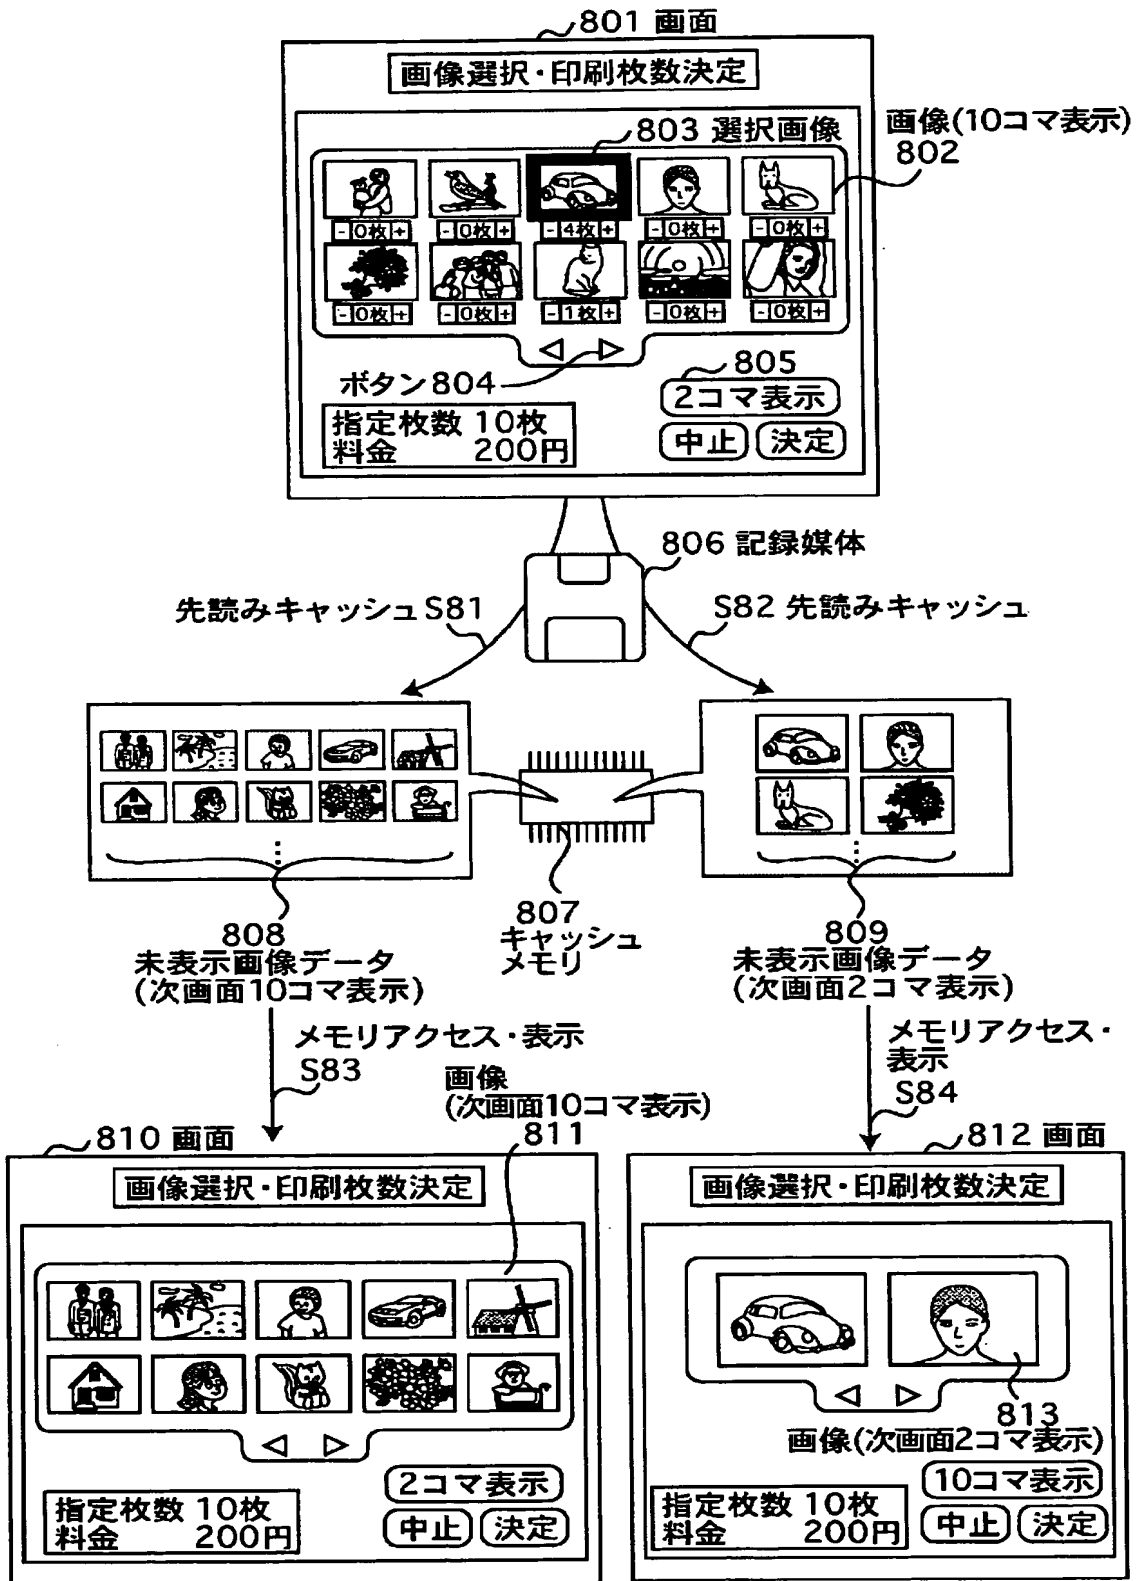 801 画面
画像選択・印刷枚数決定
803 選択画像
画像(10コマ表示)
802
-0枚+ -0枚+ -4枚+ -0枚+ -0枚+
-0枚+ -0枚+ -1枚+ -0枚+ -0枚+
ボタン804
805
2コマ表示
指定枚数 10枚
料金 200円
中止 決定
806 記録媒体
先読みキャッシュS81
S82 先読みキャッシュ
807
キャッシュ
メモリ
808
未表示画像データ
(次画面10コマ表示)
809
未表示画像データ
(次画面2コマ表示)
メモリアクセス・表示
S83
メモリアクセス・
表示
S84
画像
(次画面10コマ表示)
811
810 画面
画像選択・印刷枚数決定
2コマ表示
指定枚数 10枚
料金 200円
中止 決定
812 画面
画像選択・印刷枚数決定
813
画像(次画面2コマ表示)
10コマ表示
指定枚数 10枚
料金 200円
中止 決定